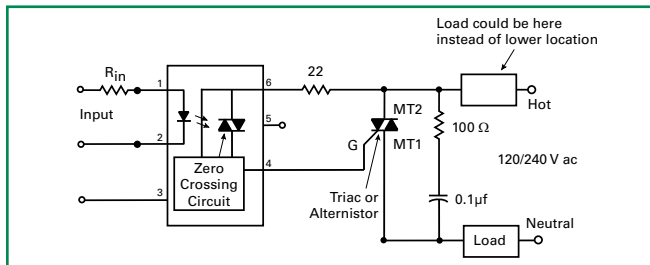 Load could be here
instead of lower location
Rin
1
6
22
Hot
Input
5
MT2
100 Ω
G
MT1
2
4
120/240 V ac
Zero
Crossing
Circuit
Triac or
Alternistor
3
0.1µf
Neutral
Load